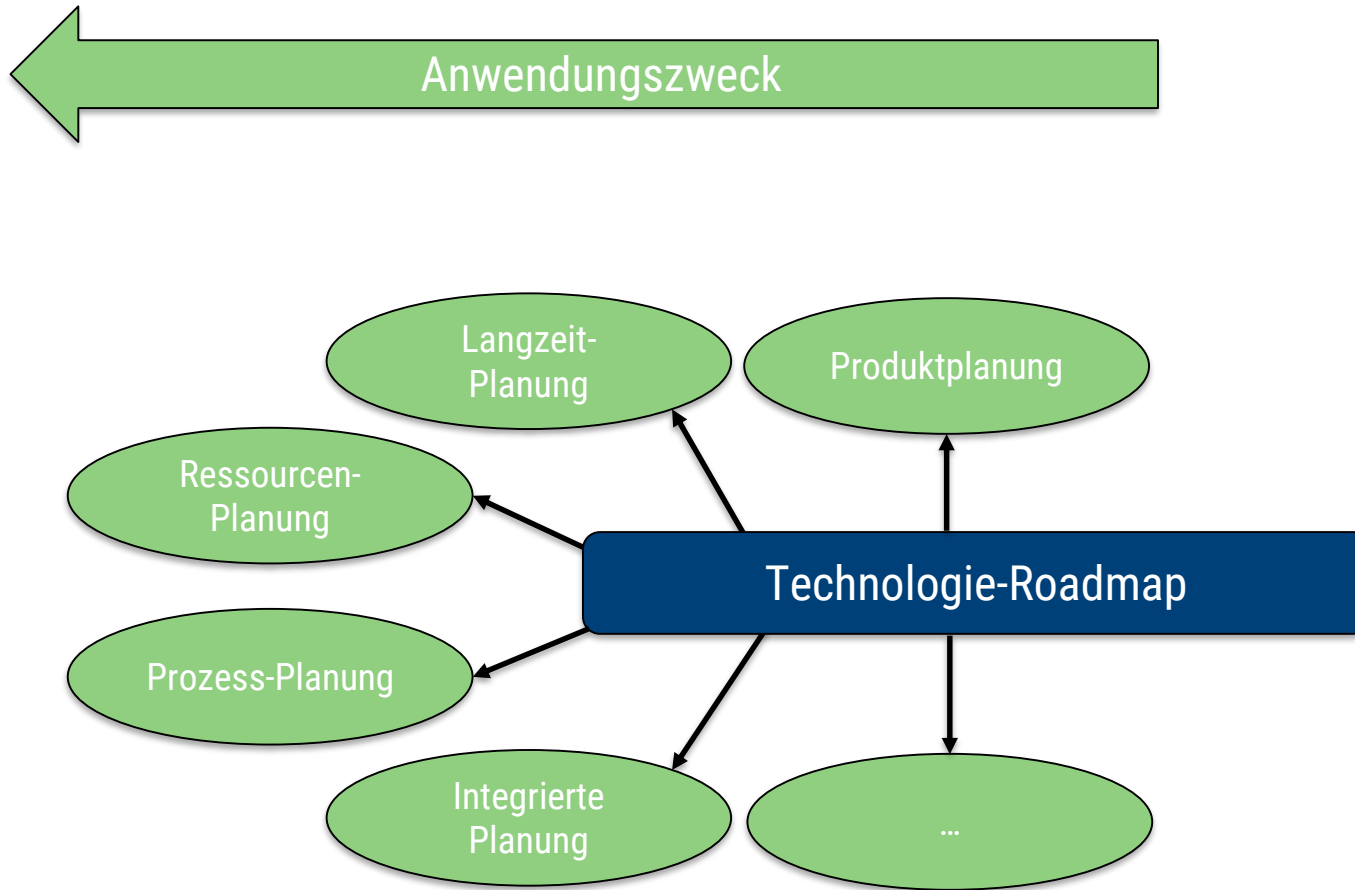 Anwendungszweck
Langzeit-
Planung
Produktplanung
Ressourcen-
Planung
Technologie-Roadmap
Prozess-Planung
Integrierte
Planung
…